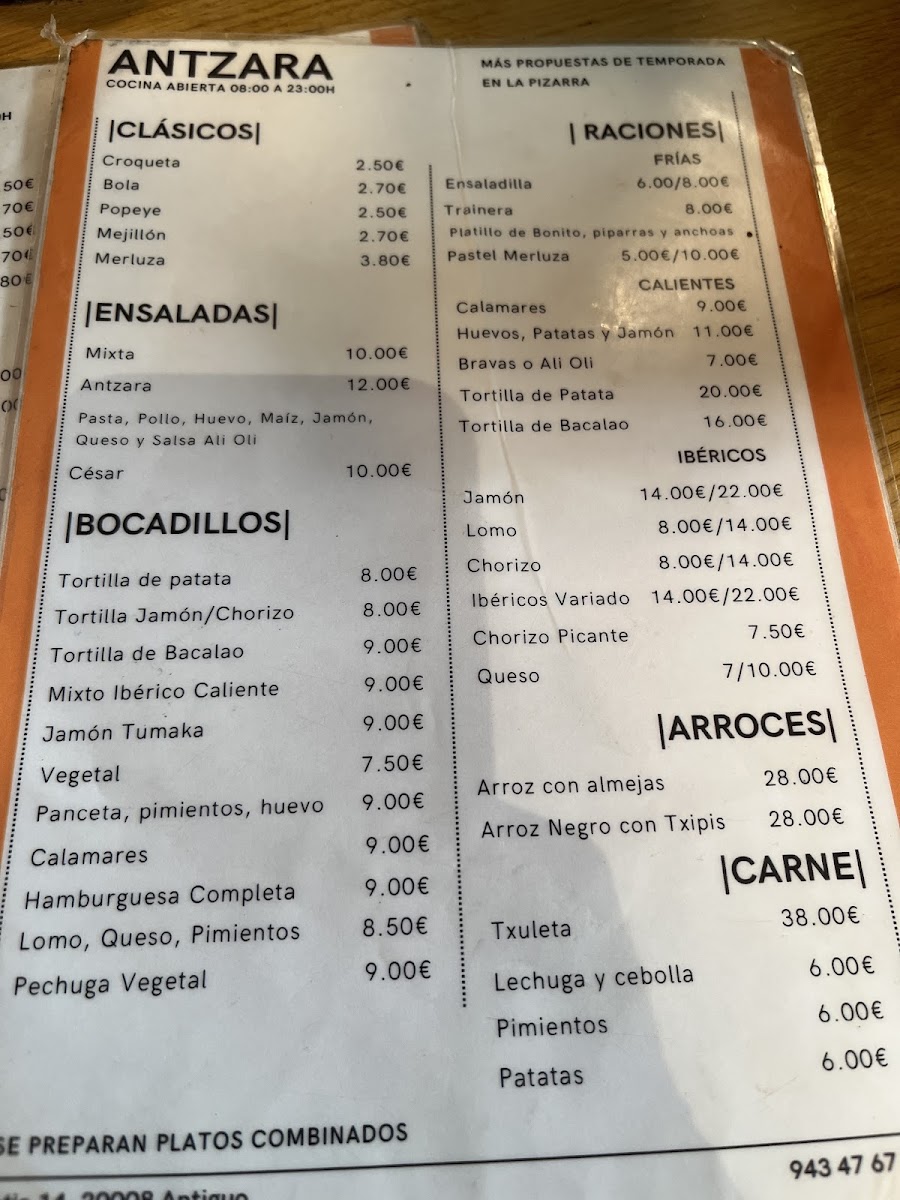 ANTZARA
COCINA ABIERTA 08:00 A 23:00H
|CLÁSICOS|
Croqueta 2.50€
Bola 2.70€
Popeye 2.50€
Mejillón 2.70€
Merluza 3.80€
|ENSALADAS|
Mixta 10.00€
Antzara 12.00€
Pasta, Pollo, Huevo, Maíz, Jamón,
Queso y Salsa Ali Oli
César 10.00€
|BOCADILLOS|
Tortilla de patata 8.00€
Tortilla Jamón/Chorizo 8.00€
Tortilla de Bacalao 9.00€
Mixto Ibérico Caliente 9.00€
Jamón Tumaka 9.00€
Vegetal 7.50€
Panceta, pimientos, huevo 9.00€
Calamares 9.00€
Hamburguesa Completa 9.00€
Lomo, Queso, Pimientos 8.50€
Pechuga Vegetal 9.00€
MÁS PROPUESTAS DE TEMPORADA
EN LA PIZARRA
| RACIONES|
FRÍAS
Ensaladilla 6.00/8.00€
Trainera 8.00€
Platillo de Bonito, piparras y anchoas
Pastel Merluza 5.00€/10.00€
CALIENTES
Calamares 9.00€
Huevos, Patatas y Jamón 11.00€
Bravas o Ali Oli 7.00€
Tortilla de Patata 20.00€
Tortilla de Bacalao 16.00€
IBÉRICOS
Jamón 14.00€/22.00€
Lomo 8.00€/14.00€
Chorizo 8.00€/14.00€
Ibéricos Variado 14.00€/22.00€
Chorizo Picante 7.50€
Queso 7/10.00€
|ARROCES|
Arroz con almejas 28.00€
Arroz Negro con Txipis 28.00€
|CARNE|
Txuleta 38.00€
Lechuga y cebolla 6.00€
Pimientos 6.00€
Patatas 6.00€
SE PREPARAN PLATOS COMBINADOS
943 47 67
14, 20008 Antiguo